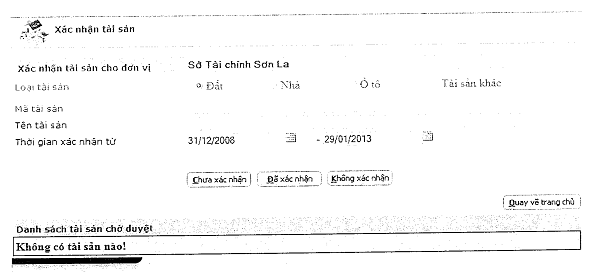 Xác nhận tài sản
Xác nhận tài sản cho đơn vị Sở Tài chính Sơn La
Loại tài sản Đất Nhà Ô tô Tài sản khác
Mã tài sản
Tên tài sản
Thời gian xác nhận từ 31/12/2008 - 29/01/2013
Chưa xác nhận Đã xác nhận Không xác nhận
Quay về trang chủ
Danh sách tài sản chờ duyệt
Không có tài sản nào!